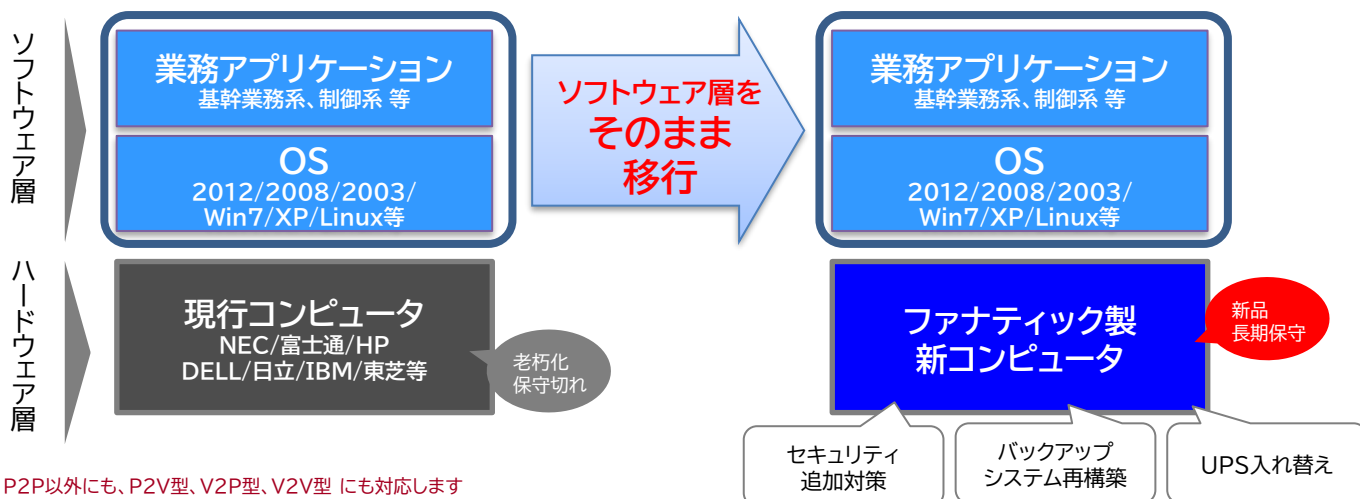 ソフトウェア層
業務アプリケーション
基幹業務系、制御系 等
OS
2012/2008/2003/
Win7/XP/Linux等
ソフトウェア層を
そのまま
移行
業務アプリケーション
基幹業務系、制御系 等
OS
2012/2008/2003/
Win7/XP/Linux等
ハードウェア層
現行コンピュータ
NEC/富士通/HP
DELL/日立/IBM/東芝等
老朽化
保守切れ
ファナティック製
新コンピュータ
新品
長期保守
セキュリティ
追加対策
バックアップ
システム再構築
UPS入れ替え
P2P以外にも、P2V型、V2P型、V2V型 にも対応します